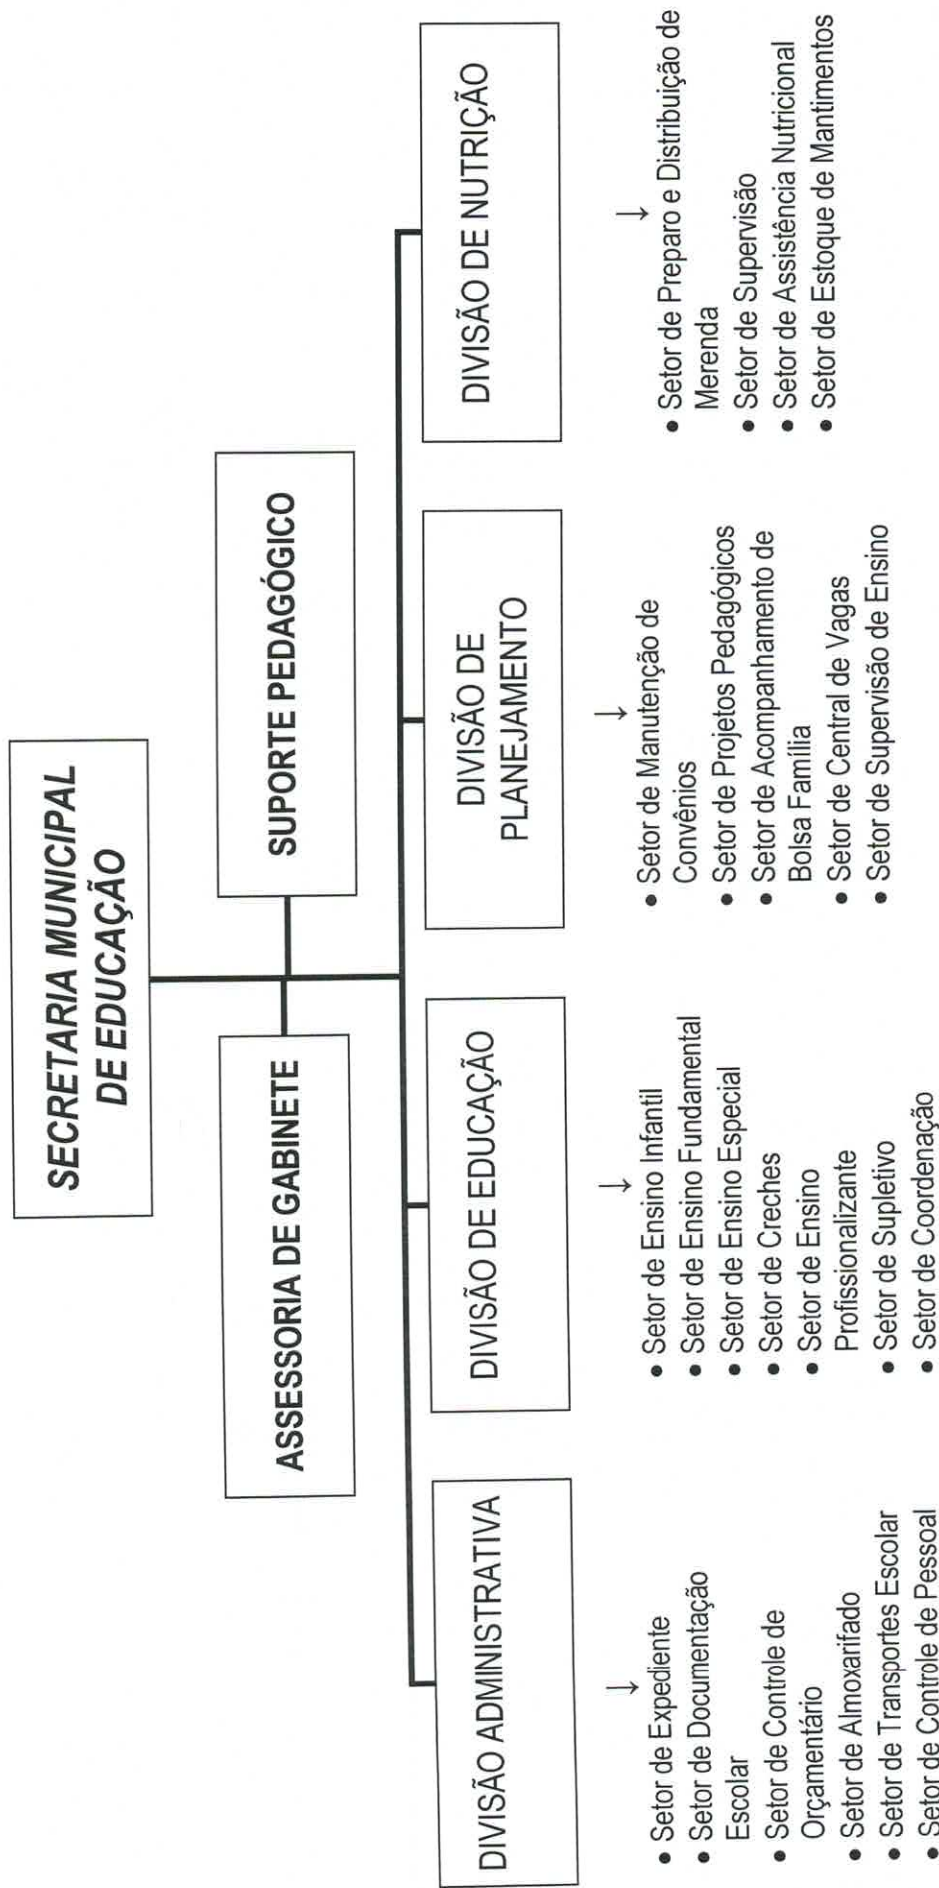 SECRETARIA MUNICIPAL
DE EDUCAÇÃO
ASSESSORIA DE GABINETE
SUPORTE PEDAGÓGICO
DIVISÃO ADMINISTRATIVA
↓
• Setor de Expediente
• Setor de Documentação
Escolar
• Setor de Controle de
Orçamentário
• Setor de Almoxarifado
• Setor de Transportes Escolar
• Setor de Controle de Pessoal
DIVISÃO DE EDUCAÇÃO
↓
• Setor de Ensino Infantil
• Setor de Ensino Fundamental
• Setor de Ensino Especial
• Setor de Creches
• Setor de Ensino
Profissionalizante
• Setor de Supletivo
• Setor de Coordenação
DIVISÃO DE
PLANEJAMENTO
↓
• Setor de Manutenção de
Convênios
• Setor de Projetos Pedagógicos
• Setor de Acompanhamento de
Bolsa Família
• Setor de Central de Vagas
• Setor de Supervisão de Ensino
DIVISÃO DE NUTRIÇÃO
↓
• Setor de Preparo e Distribuição de
Merenda
• Setor de Supervisão
• Setor de Assistência Nutricional
• Setor de Estoque de Mantimentos